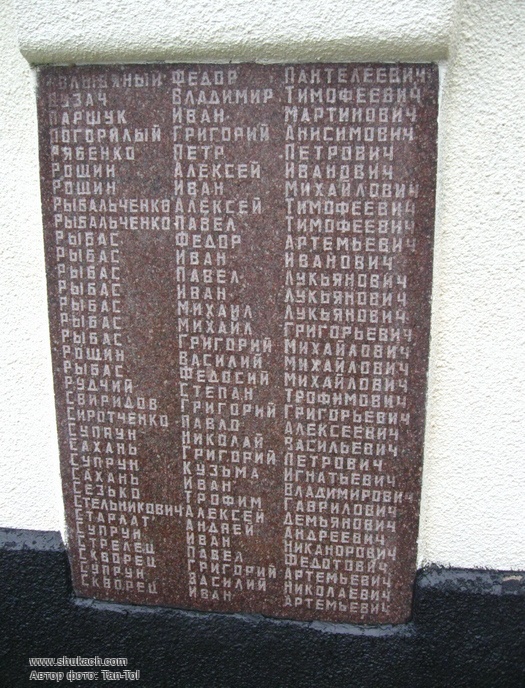 ФЕДОР ПАНТЕЛЕЕВИЧ
ВЛАДИМИР ТИМОФЕЕВИЧ
ПАРШУК ИВАН МАРТИНОВИЧ
ПОГОРЯЛЫЙ ГРИГОРИЙ АНИСИМОВИЧ
РЯБЕНКО ПЕТР ПЕТРОВИЧ
РОЩИН АЛЕКСЕЙ ИВАНОВИЧ
РОЩИН ИВАН МИХАЙЛОВИЧ
РЫБАЛЬЧЕНКО АЛЕКСЕЙ ТИМОФЕЕВИЧ
РЫБАЛЬЧЕНКО ПАВЕЛ ТИМОФЕЕВИЧ
РЫБАС ФЕДОР АРТЕМЬЕВИЧ
РЫБАС ИВАН ИВАНОВИЧ
РЫБАС ПАВЕЛ ЛУКЬЯНОВИЧ
РЫБАС ИВАН ЛУКЬЯНОВИЧ
РЫБАС МИХАИЛ ЛУКЬЯНОВИЧ
РЫБАС МИХАИЛ ГРИГОРЬЕВИЧ
РЫБАС ГРИГОРИЙ МИХАЙЛОВИЧ
РОЩИН ВАСИЛИЙ МИХАЙЛОВИЧ
РЫБАС ФЕДОСИЙ МИХАЙЛОВИЧ
РУДЧИЙ СТЕПАН ТРОФИМОВИЧ
СВИРИДОВ ГРИГОРИЙ ГРИГОРЬЕВИЧ
СИРОТЧЕНКО ПАВЛО АЛЕКСЕЕВИЧ
СУПРУН НИКОЛАЙ ВАСИЛЬЕВИЧ
САХАНЬ ГРИГОРИЙ ПЕТРОВИЧ
СУПРУН КУЗЬМА ИГНАТЬЕВИЧ
САХАНЬ ИВАН ВЛАДИМИРОВИЧ
СЕЗЬКО ТРОФИМ ГАВРИЛОВИЧ
СТЕЛЬНИКОВИЧ АЛЕКСЕЙ ДЕМЬЯНОВИЧ
СТАРЛАТ АНДРЕЙ АНДРЕЕВИЧ
СУПРУН ИВАН НИКАНОРОВИЧ
СТРЕЛЕЦ ПАВЕЛ ФЕДОТОВИЧ
СКВОРЕЦ ГРИГОРИЙ АРТЕМЬЕВИЧ
СУПРУН ВАСИЛИЙ НИКОЛАЕВИЧ
СКВОРЕЦ ИВАН АРТЕМЬЕВИЧ
www.shukach.com
Автор фото: Tan-Tol